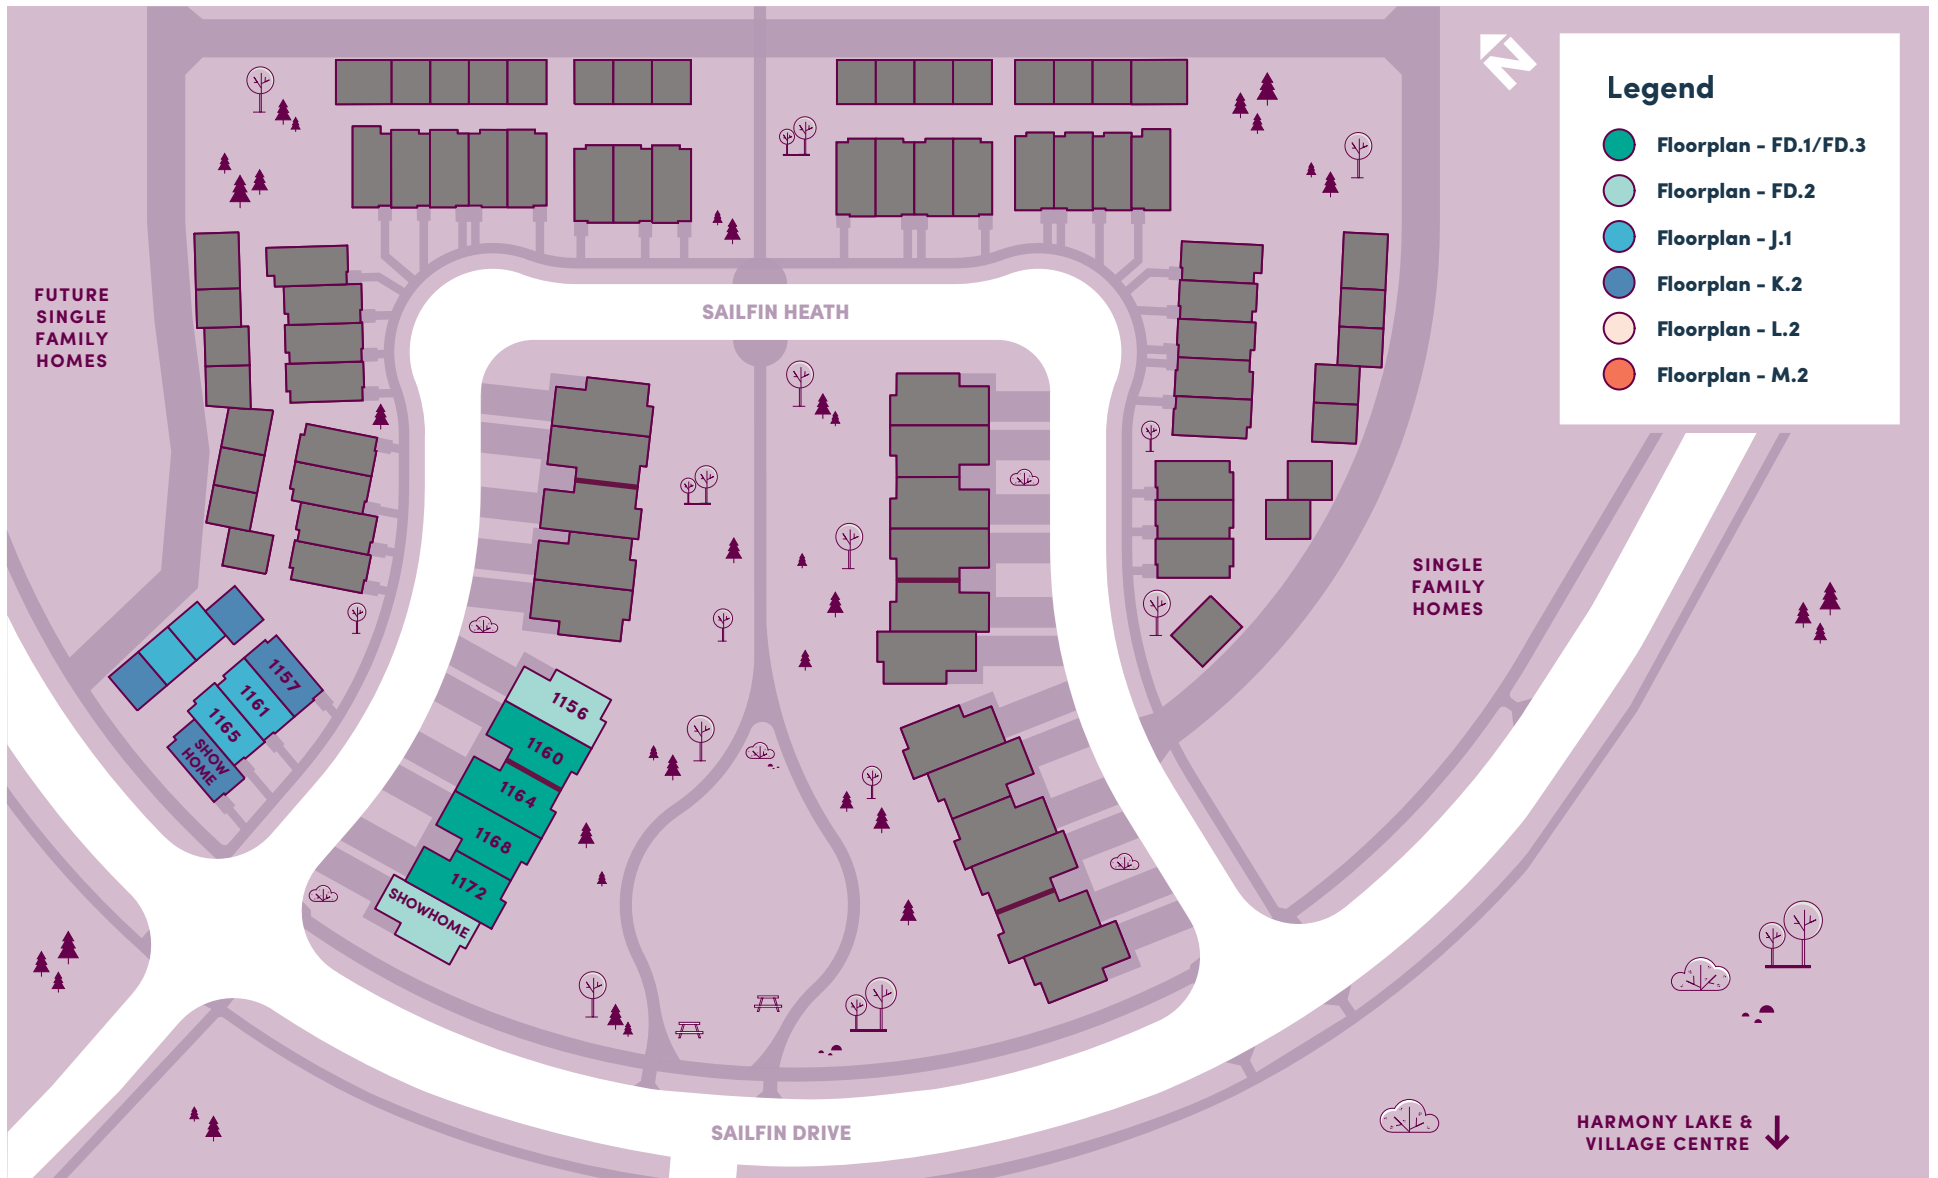 N
Legend
Floorplan - FD.1/FD.3
Floorplan - FD.2
Floorplan - J.1
Floorplan - K.2
Floorplan - L.2
Floorplan - M.2
FUTURE
SINGLE
FAMILY
HOMES
SAILFIN HEATH
SINGLE
FAMILY
HOMES
1157
1161
1165
SHOW
HOME
1156
1160
1164
1168
1172
SHOWHOME
SAILFIN DRIVE
HARMONY LAKE &
VILLAGE CENTRE